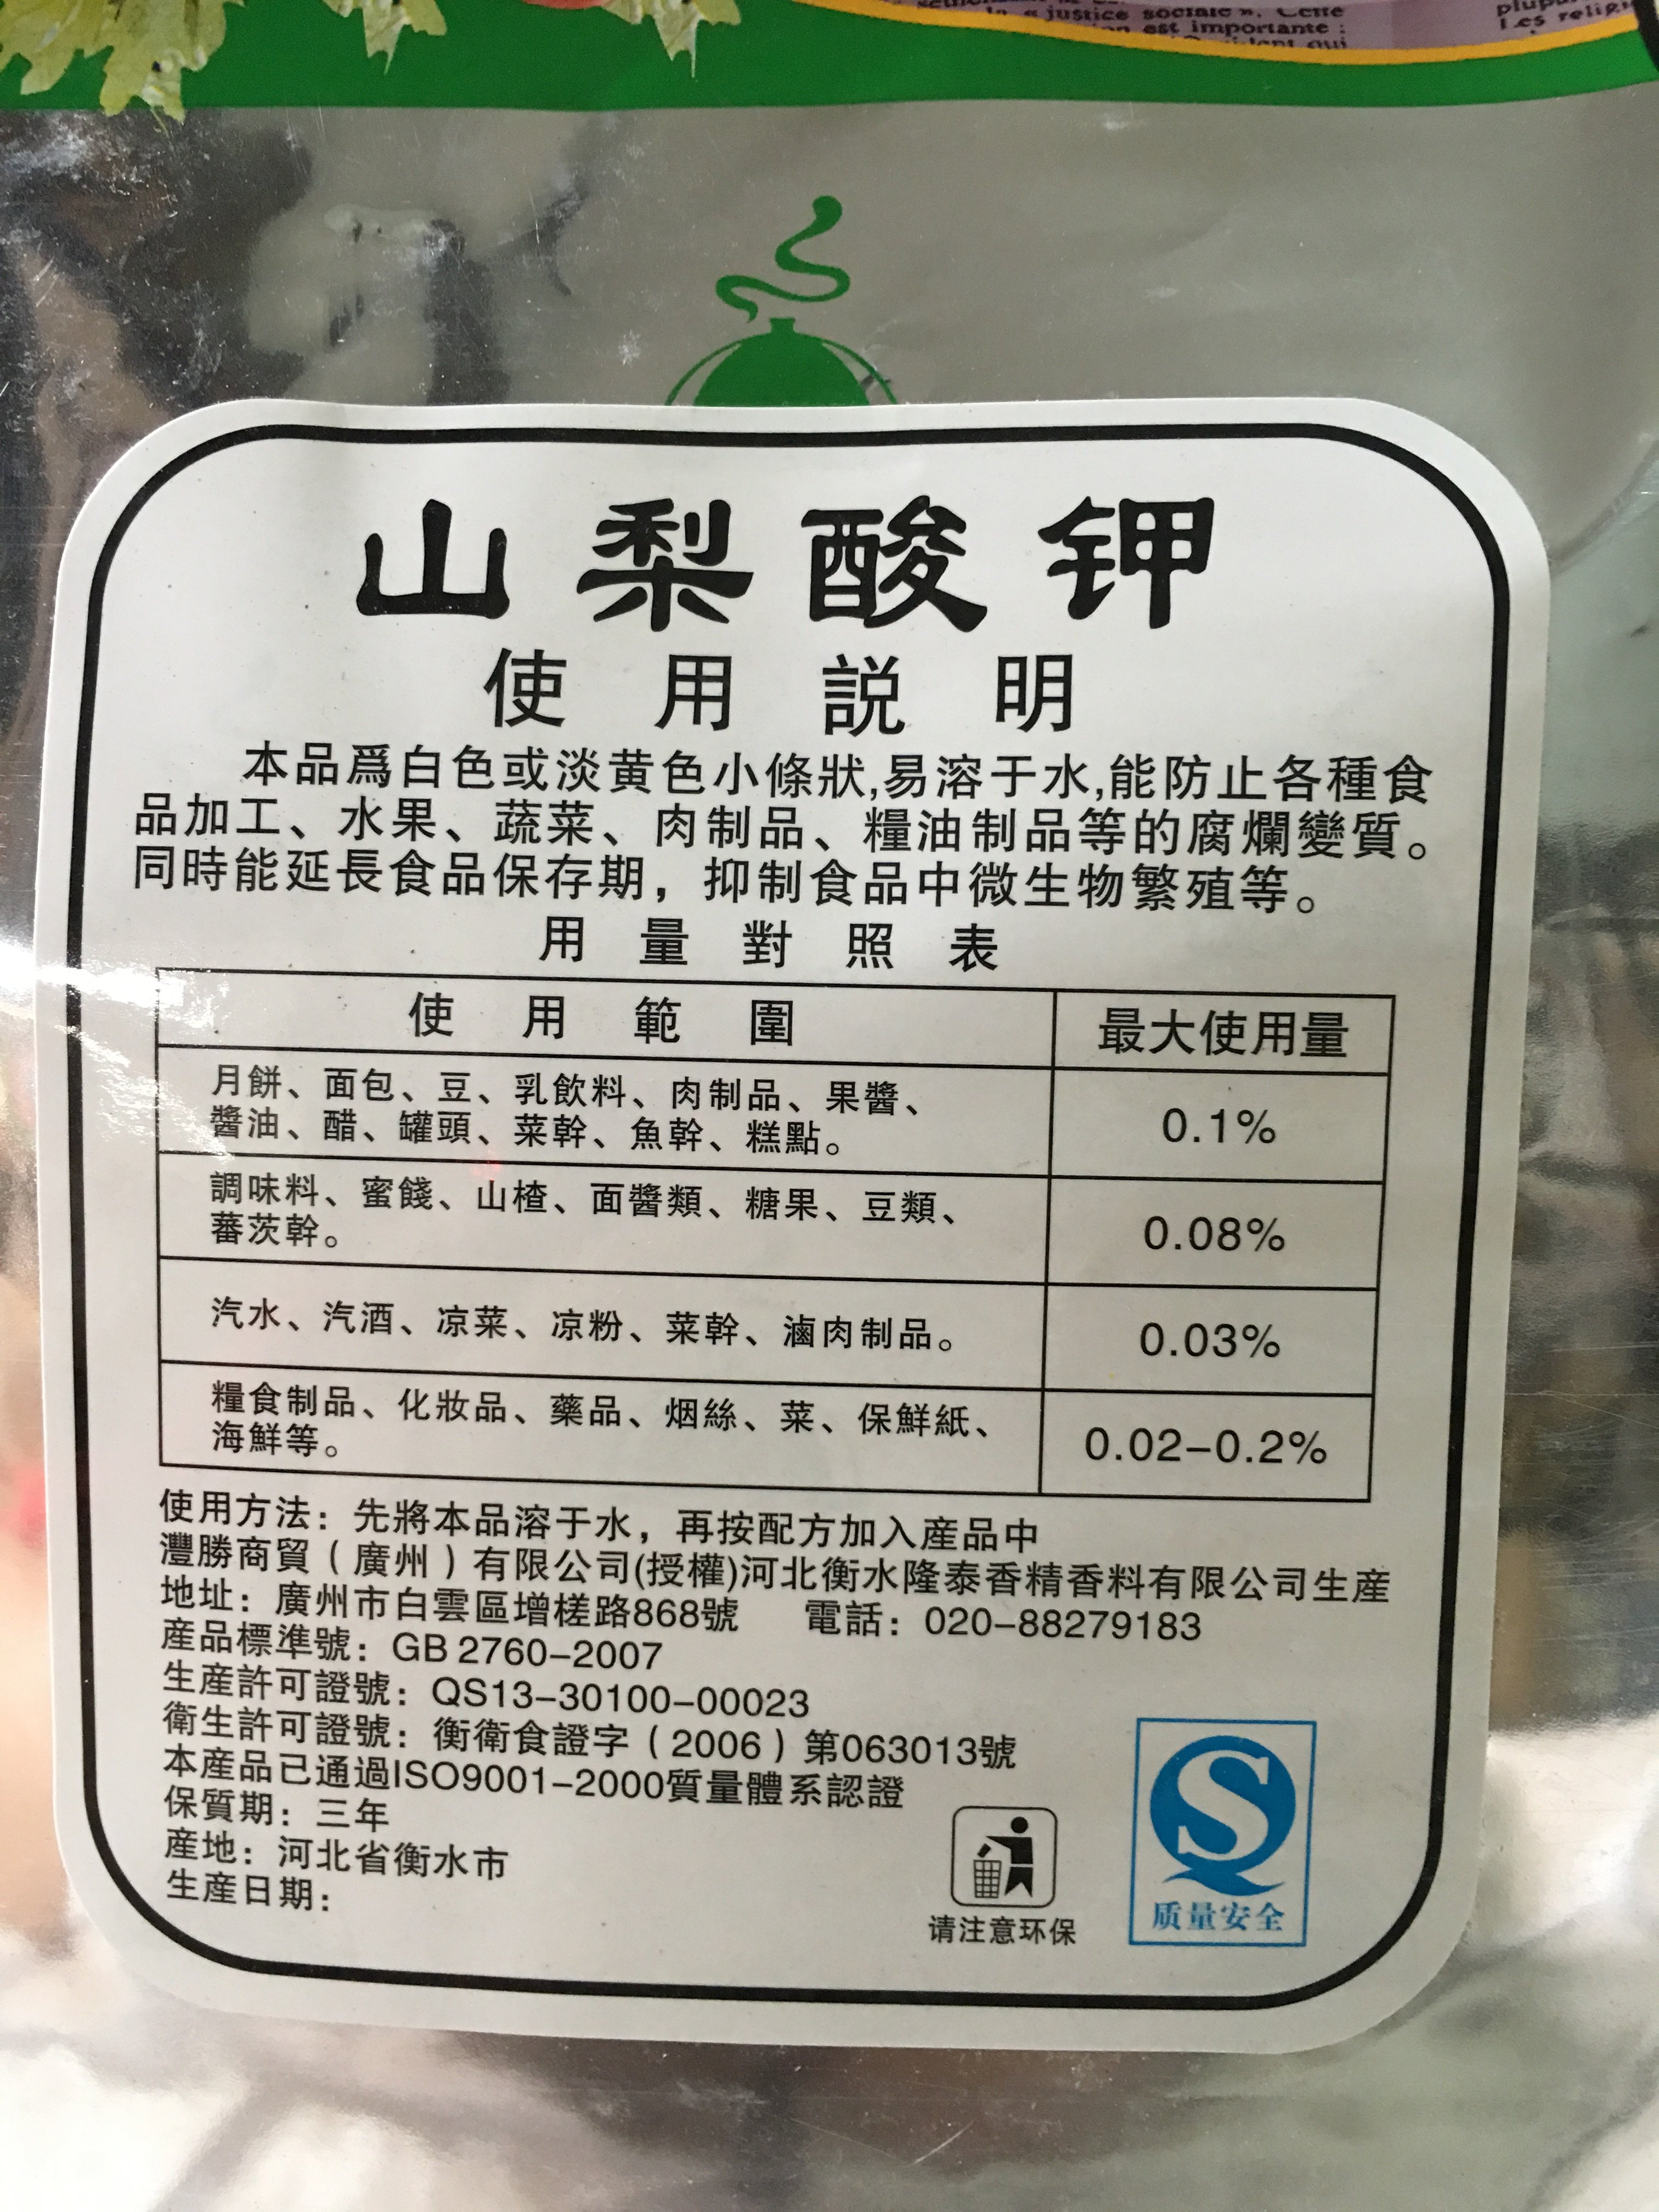 justice sociale ». Cette
on est importante :
山梨酸钾
使用説明
本品爲白色或淡黄色小條狀,易溶于水,能防止各種食
品加工、水果、蔬菜、肉制品、糧油制品等的腐爛變質。
同時能延長食品保存期，抑制食品中微生物繁殖等。
用量對照表
使用範圍 最大使用量
月餅、面包、豆、乳飲料、肉制品、果醬、
醬油、醋、罐頭、菜幹、魚幹、糕點。
0.1%
調味料、蜜餞、山楂、面醬類、糖果、豆類、
蕃茨幹。
0.08%
汽水、汽酒、凉菜、凉粉、菜幹、滷肉制品。
0.03%
糧食制品、化妝品、藥品、烟絲、菜、保鮮紙、
海鮮等。
0.02-0.2%
使用方法：先將本品溶于水，再按配方加入産品中
灃勝商貿（廣州）有限公司(授權)河北衡水隆泰香精香料有限公司生産
地址：廣州市白雲區增槎路868號 電話：020-88279183
産品標準號：GB 2760-2007
生産許可證號：QS13-30100-00023
衛生許可證號：衡衛食證字（2006）第063013號
本産品已通過ISO9001-2000質量體系認證
保質期：三年
産地：河北省衡水市
生産日期：
请注意环保
质量安全